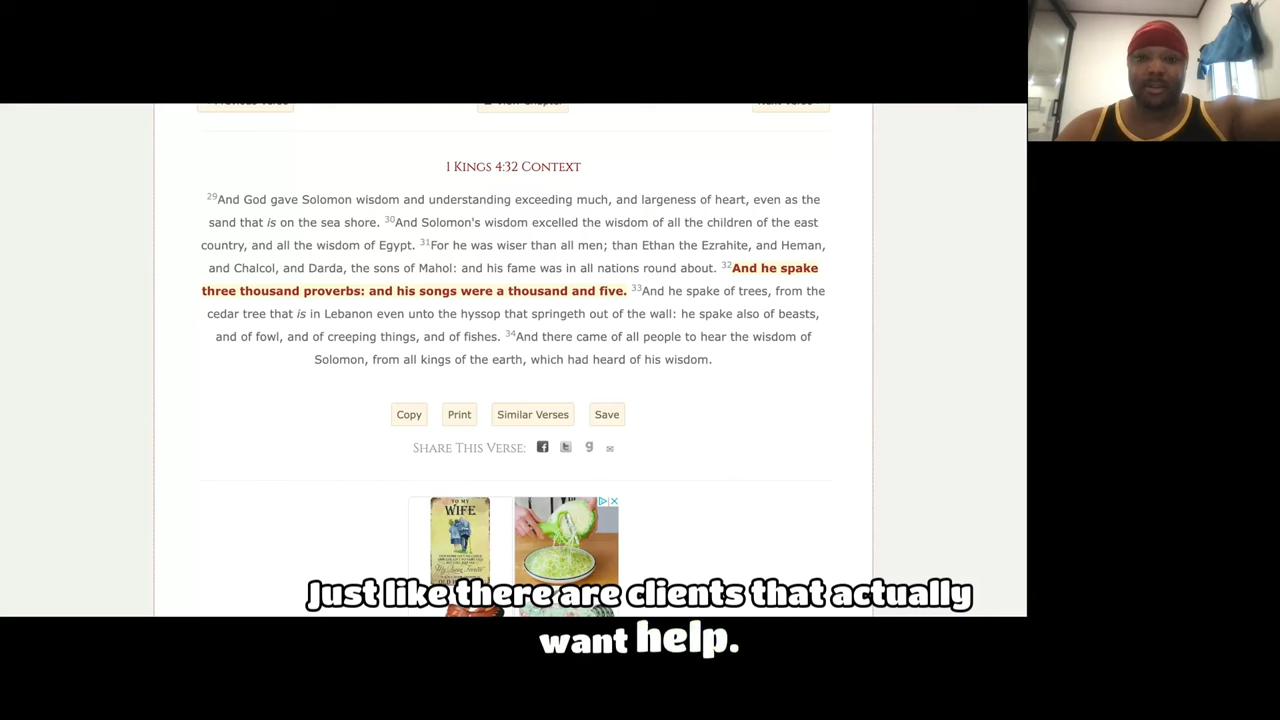 1 Kings 4:32 Context
29And God gave Solomon wisdom and understanding exceeding much, and largeness of heart, even as the
sand that is on the sea shore. 30And Solomon's wisdom excelled the wisdom of all the children of the east
country, and all the wisdom of Egypt. 31For he was wiser than all men; than Ethan the Ezrahite, and Heman,
and Chalcol, and Darda, the sons of Mahol: and his fame was in all nations round about. 32And he spake
three thousand proverbs: and his songs were a thousand and five. 33And he spake of trees, from the
cedar tree that is in Lebanon even unto the hyssop that springeth out of the wall: he spake also of beasts,
and of fowl, and of creeping things, and of fishes. 34And there came of all people to hear the wisdom of
Solomon, from all kings of the earth, which had heard of his wisdom.
Copy Print Similar Verses Save
Share This Verse:
TO MY
WIFE
Just like there are clients that actually
want help.